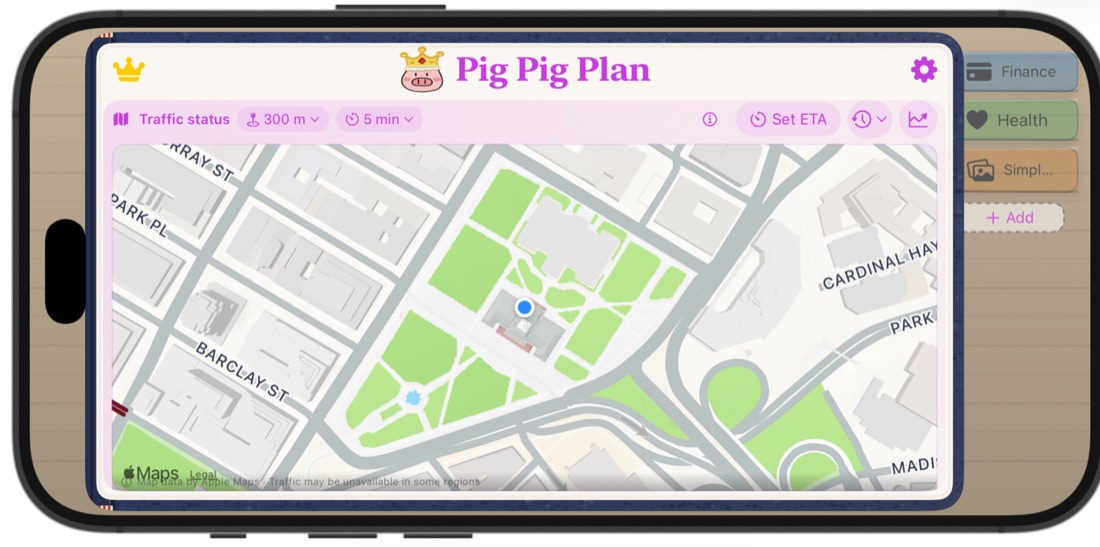 Pig Pig Plan
Traffic status
300 m
5 min
Set ETA
Finance
Health
Simpl...
+ Add
RRAY ST
PARK PL
BARCLAY ST
CARDINAL HAY
PARK
MADI
Maps
Legal
Map data by Apple Maps · Traffic may be unavailable in some regions